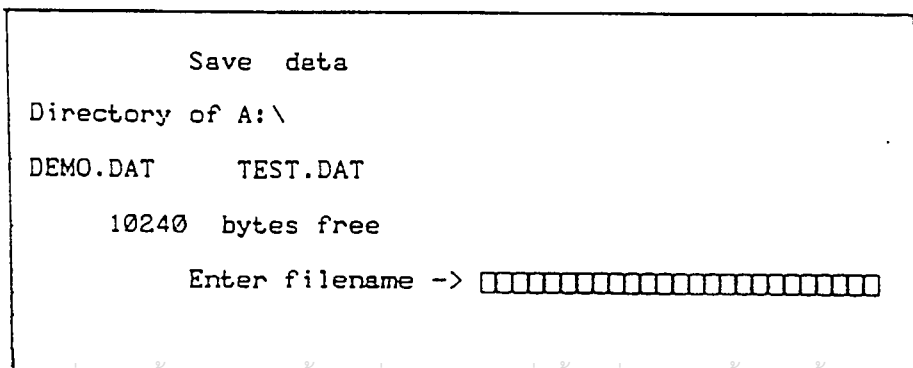 Save data
Directory of A:\
DEMO.DAT TEST.DAT
10240 bytes free
Enter filename ->